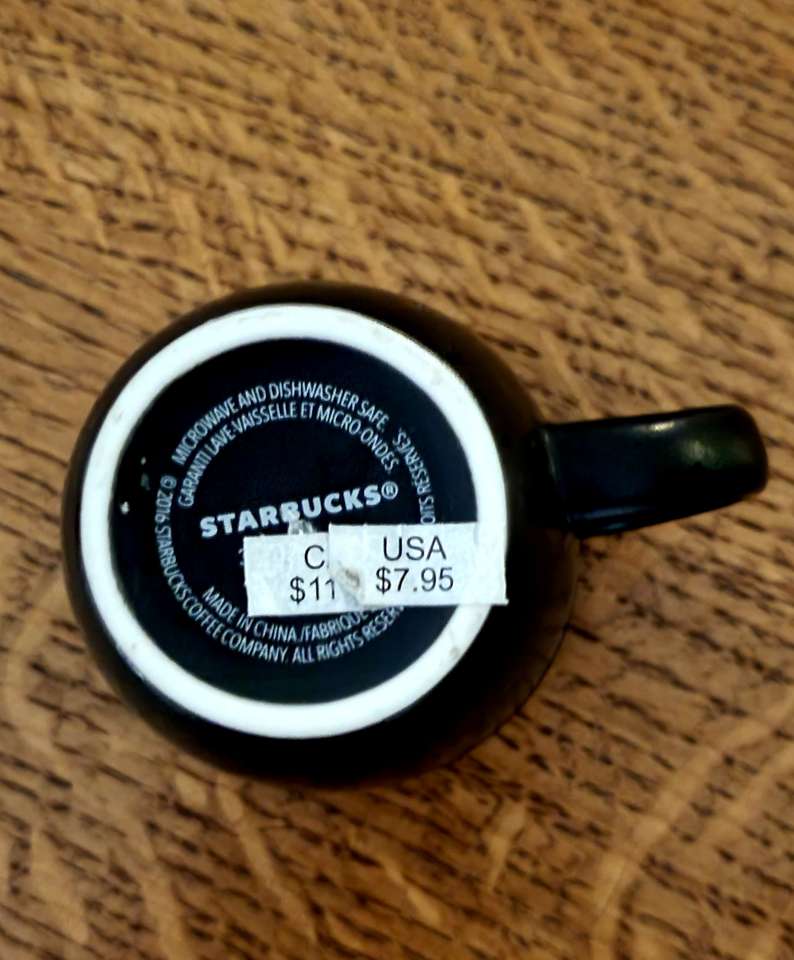 MICROWAVE AND DISHWASHER SAFE.
GARANTI LAVE-VAISSELLE ET MICRO-ONDES.
STARBUCKS®
USA
$7.95
$11
MADE IN CHINA
© 2016 STARBUCKS COFFEE COMPANY. ALL RIGHTS
RÉSERVÉS.